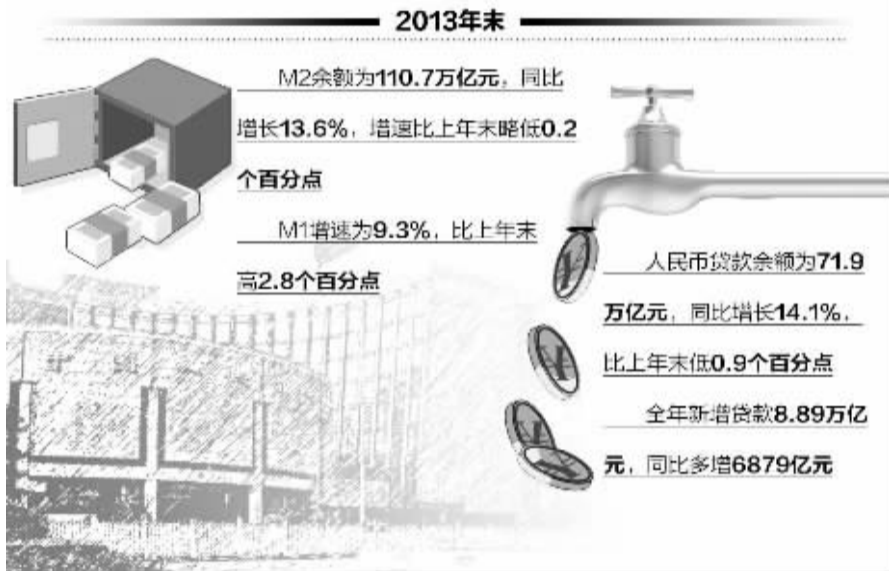 2013年末
M2余额为110.7万亿元，同比
增长13.6%，增速比上年末略低0.2
个百分点
M1增速为9.3%，比上年末
高2.8个百分点
人民币贷款余额为71.9
万亿元，同比增长14.1%，
比上年末低0.9个百分点
全年新增贷款8.89万亿
元，同比多增6879亿元